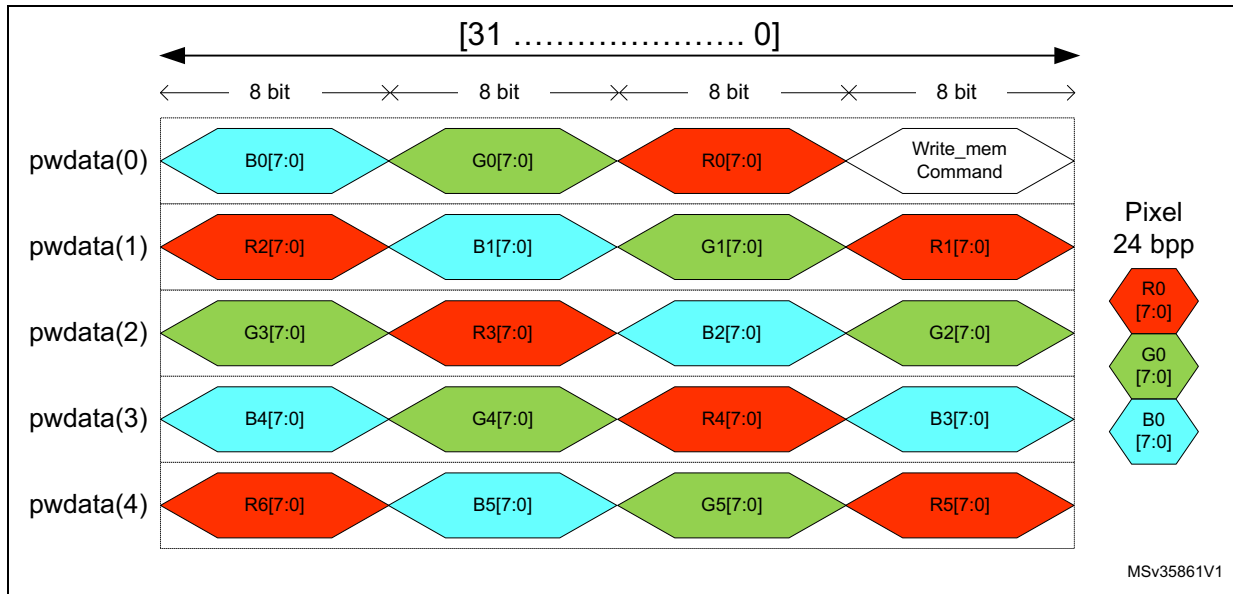 [31 ...................... 0]
8 bit 8 bit 8 bit 8 bit
pwdata(0) B0[7:0] G0[7:0] R0[7:0] Write_mem
Command
pwdata(1) R2[7:0] B1[7:0] G1[7:0] R1[7:0]
pwdata(2) G3[7:0] R3[7:0] B2[7:0] G2[7:0]
pwdata(3) B4[7:0] G4[7:0] R4[7:0] B3[7:0]
pwdata(4) R6[7:0] B5[7:0] G5[7:0] R5[7:0]
Pixel
24 bpp
R0
[7:0]
G0
[7:0]
B0
[7:0]
MSv35861V1